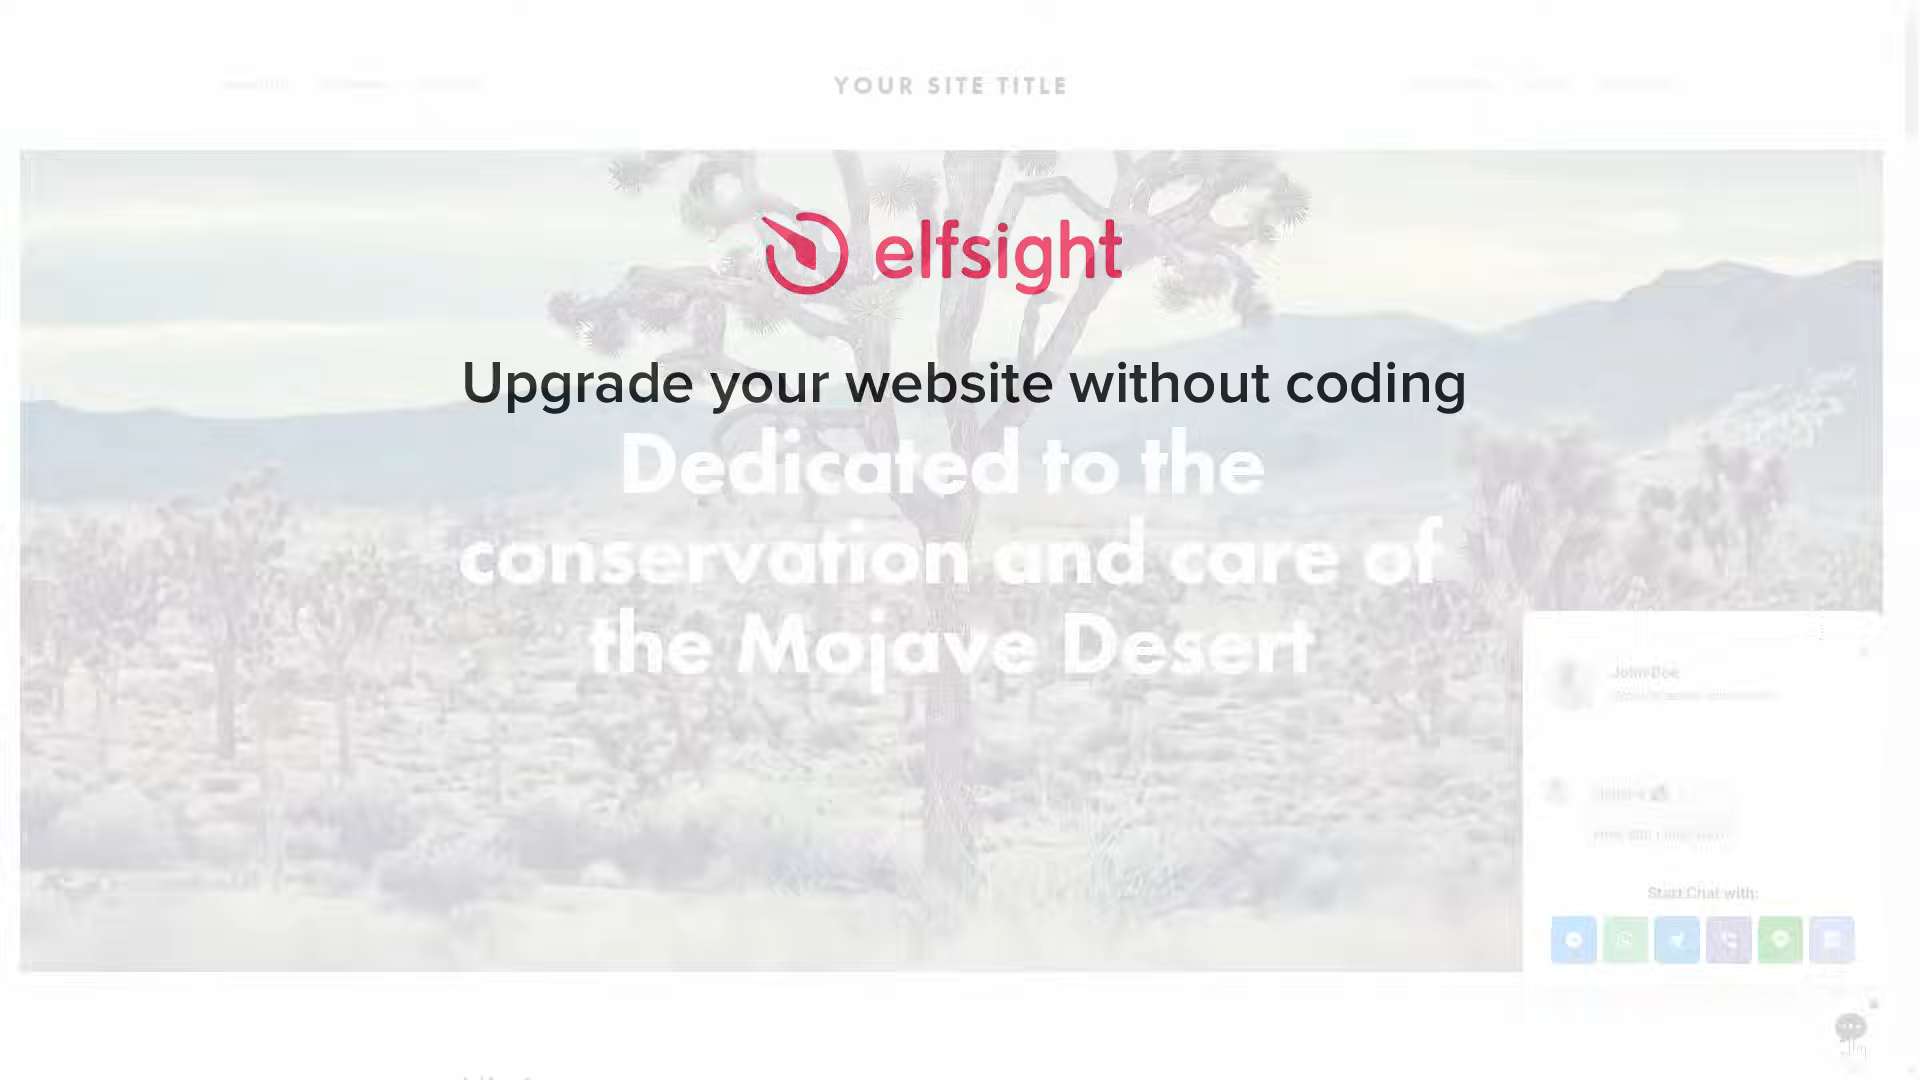 YOUR SITE TITLE
elfsight
Upgrade your website without coding
Dedicated to the
conservation and care of
the Mojave Desert
John Doe
Start Chat with: